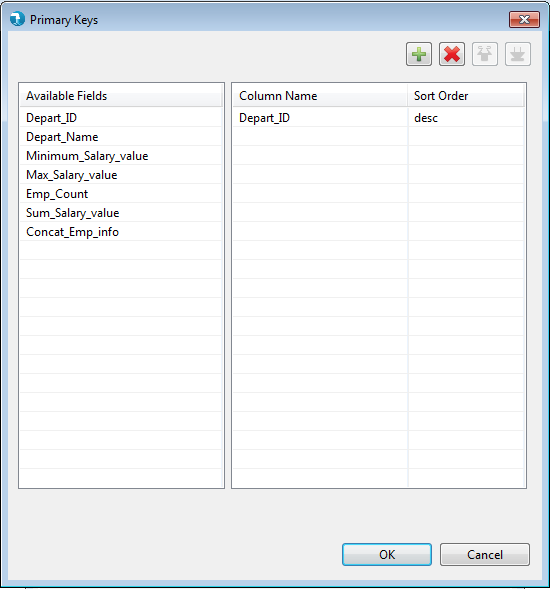 Primary Keys
Available Fields
Depart_ID
Depart_Name
Minimum_Salary_value
Max_Salary_value
Emp_Count
Sum_Salary_value
Concat_Emp_info
Column Name Sort Order
Depart_ID desc
OK Cancel